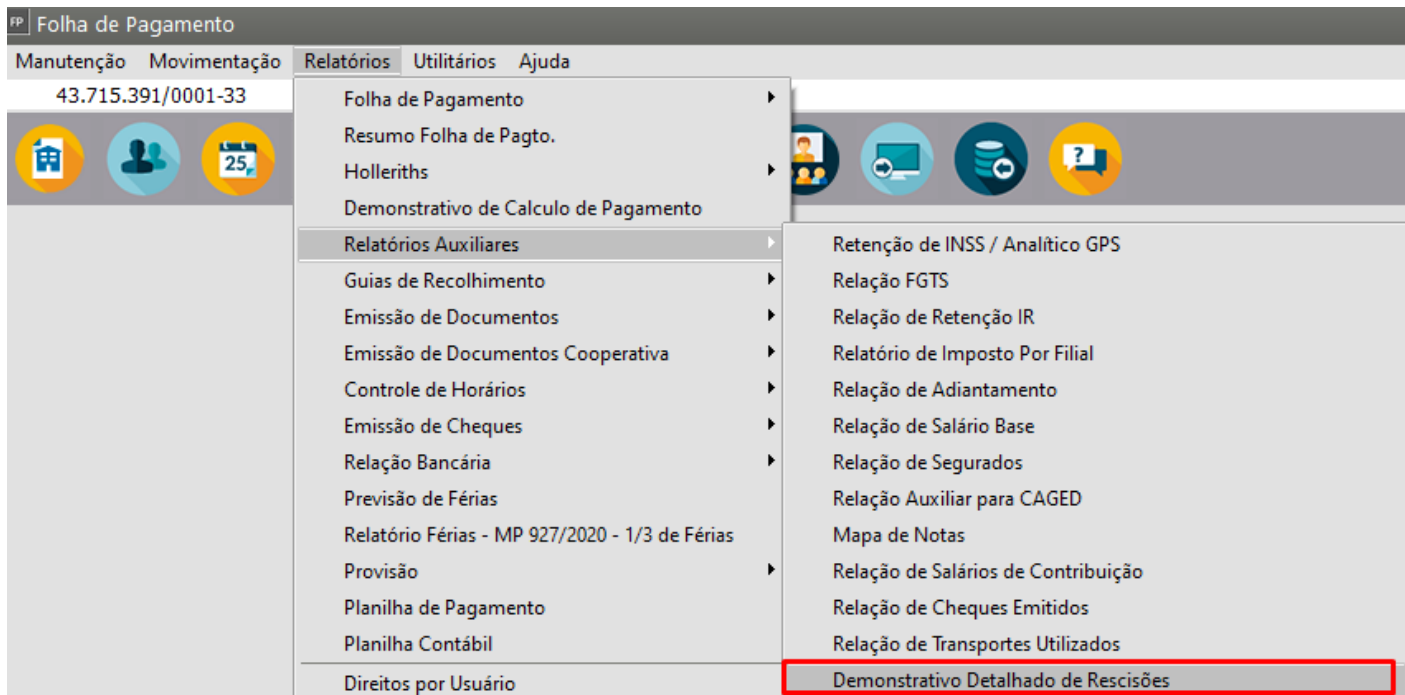 FP Folha de Pagamento
Manutenção Movimentação Relatórios Utilitários Ajuda
43.715.391/0001-33
25
?
Folha de Pagamento
Resumo Folha de Pagto.
Holleriths
Demonstrativo de Calculo de Pagamento
Relatórios Auxiliares
Guias de Recolhimento
Emissão de Documentos
Emissão de Documentos Cooperativa
Controle de Horários
Emissão de Cheques
Relação Bancária
Previsão de Férias
Relatório Férias - MP 927/2020 - 1/3 de Férias
Provisão
Planilha de Pagamento
Planilha Contábil
Direitos por Usuário
Retenção de INSS / Analítico GPS
Relação FGTS
Relação de Retenção IR
Relatório de Imposto Por Filial
Relação de Adiantamento
Relação de Salário Base
Relação de Segurados
Relação Auxiliar para CAGED
Mapa de Notas
Relação de Salários de Contribuição
Relação de Cheques Emitidos
Relação de Transportes Utilizados
Demonstrativo Detalhado de Rescisões